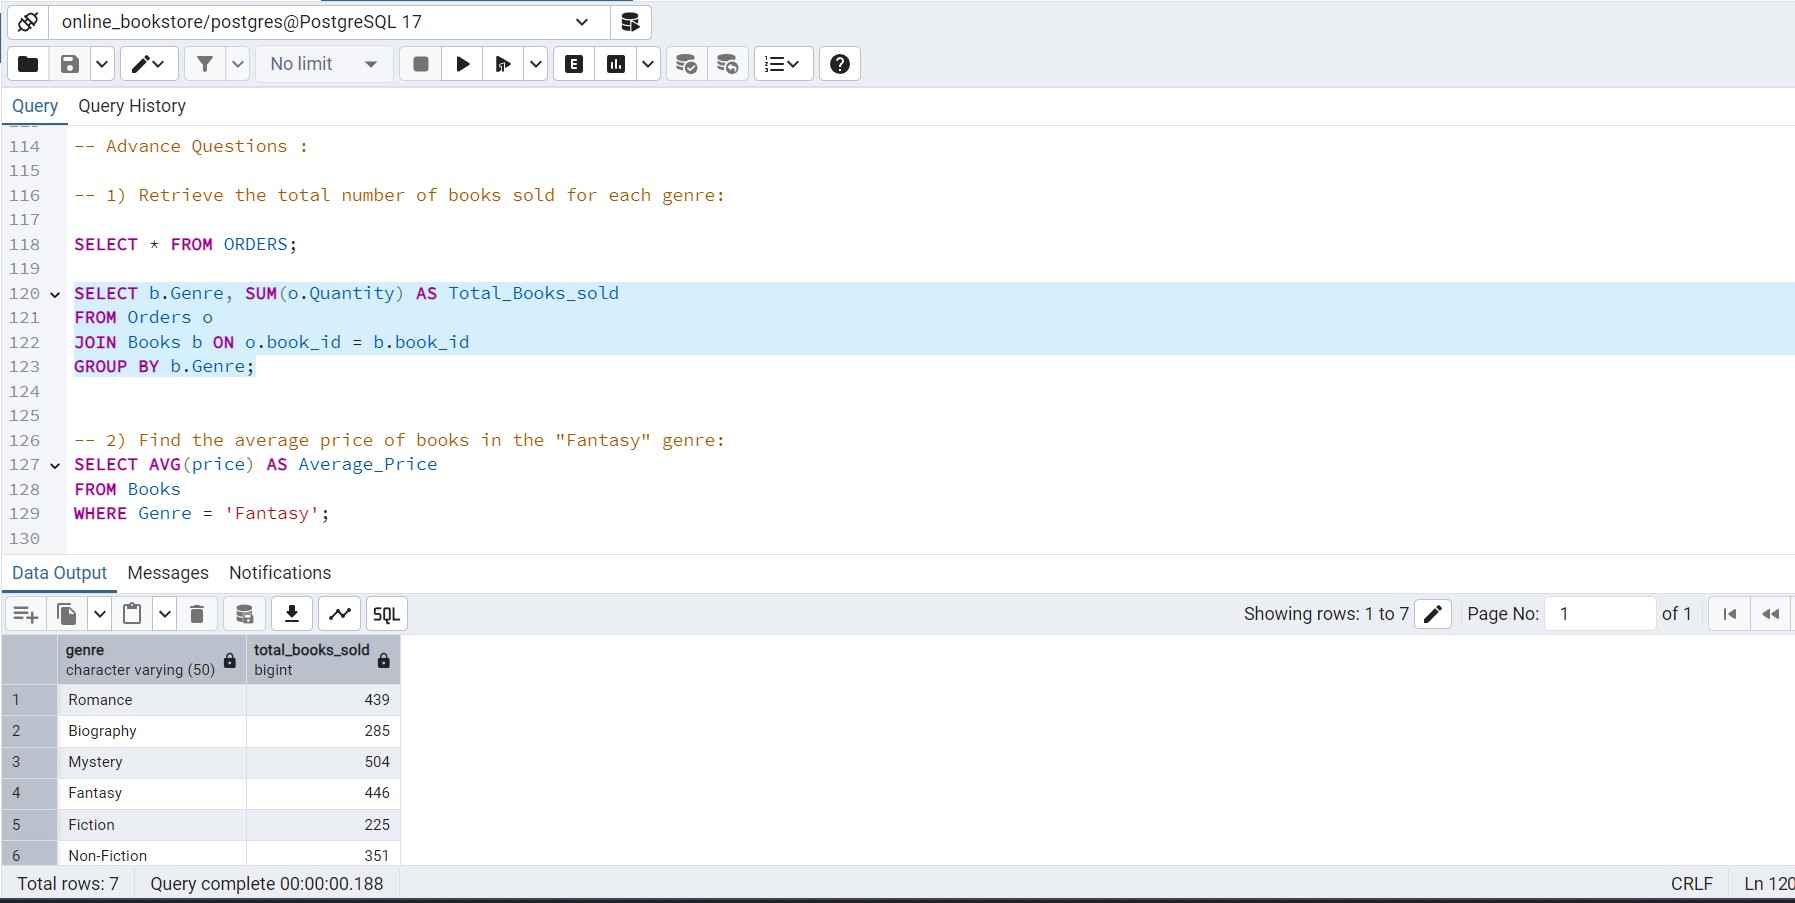 online_bookstore/postgres@PostgreSQL 17
No limit
E
Query Query History
114 -- Advance Questions :
115
116 -- 1) Retrieve the total number of books sold for each genre:
117
118 SELECT * FROM ORDERS;
119
120 SELECT b.Genre, SUM(o.Quantity) AS Total_Books_sold
121 FROM Orders o
122 JOIN Books b ON o.book_id = b.book_id
123 GROUP BY b.Genre;
124
125
126 -- 2) Find the average price of books in the "Fantasy" genre:
127 SELECT AVG(price) AS Average_Price
128 FROM Books
129 WHERE Genre = 'Fantasy';
130
Data Output Messages Notifications
SQL Showing rows: 1 to 7 Page No: 1 of 1
genre total_books_sold
character varying (50) bigint
1 Romance 439
2 Biography 285
3 Mystery 504
4 Fantasy 446
5 Fiction 225
6 Non-Fiction 351
Total rows: 7 Query complete 00:00:00.188 CRLF Ln 120